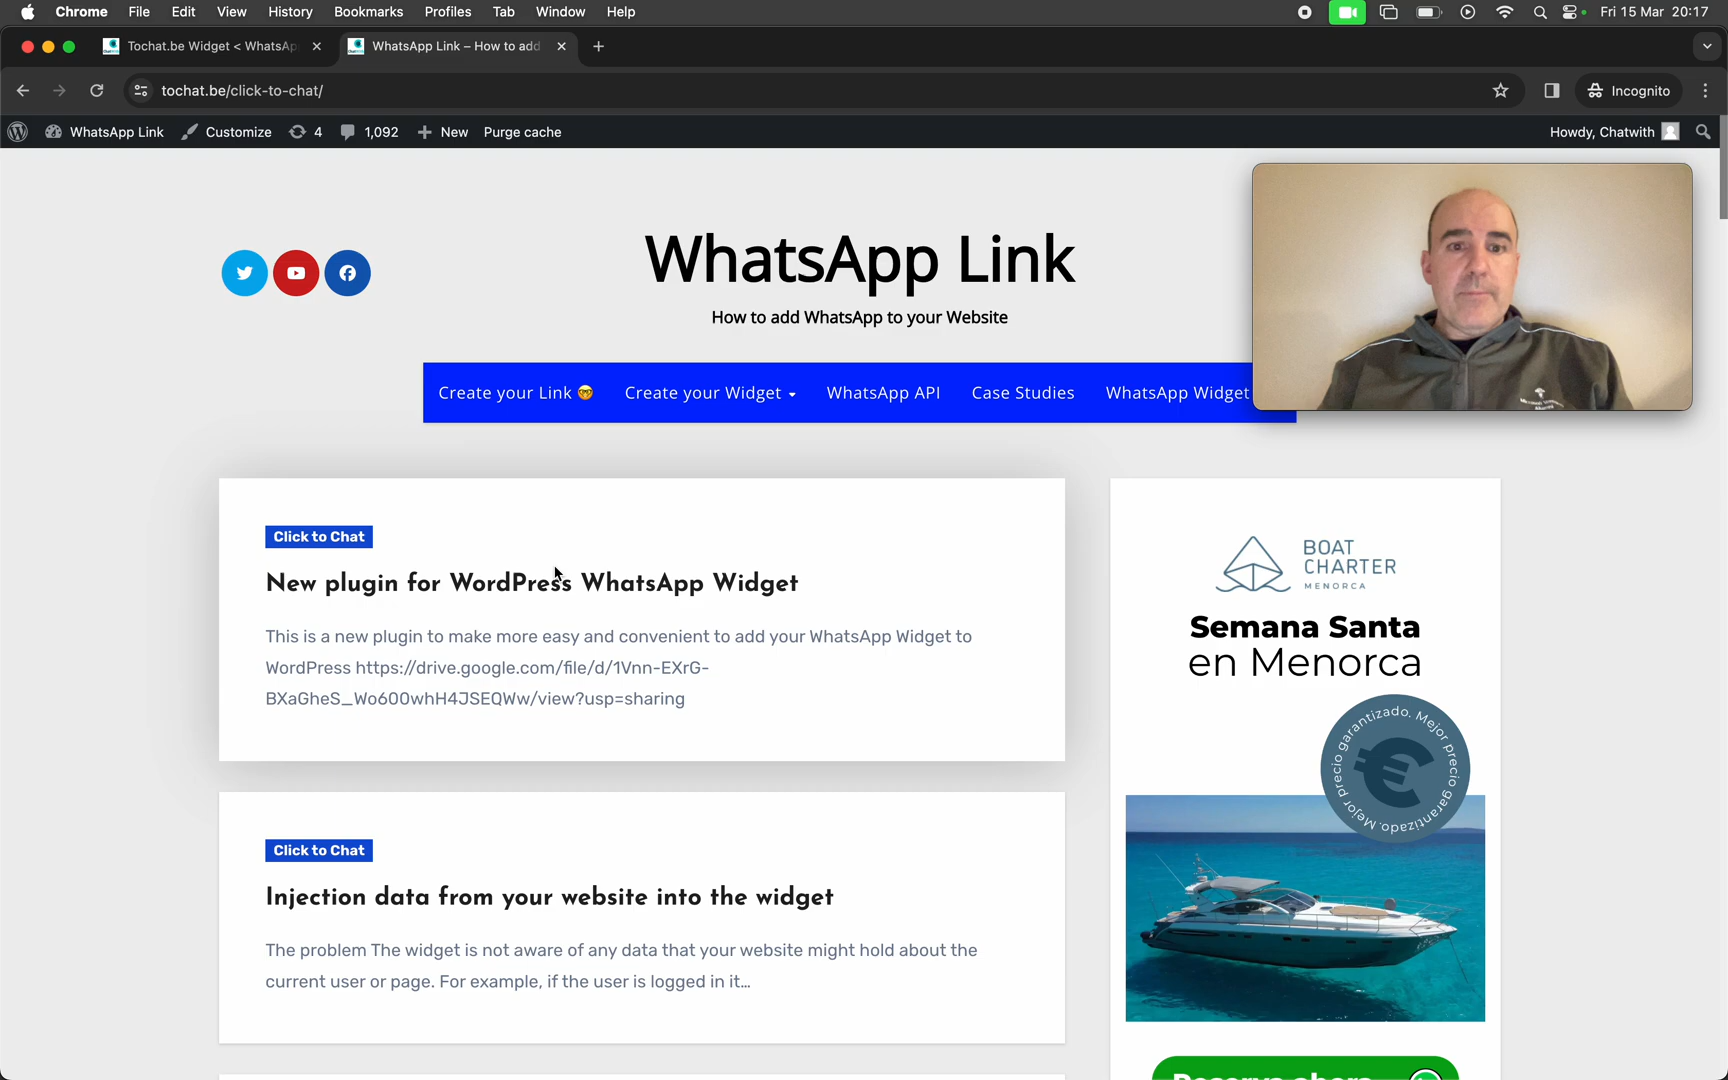 Chrome File Edit View History Bookmarks Profiles Tab Window Help Fri 15 Mar 20:17
Tochat.be Widget < WhatsAp WhatsApp Link – How to add
tochat.be/click-to-chat/ Incognito
WhatsApp Link Customize 4 1,092 New Purge cache Howdy, Chatwith
WhatsApp Link
How to add WhatsApp to your Website
Create your Link 🤓 Create your Widget WhatsApp API Case Studies WhatsApp Widget
Click to Chat
New plugin for WordPress WhatsApp Widget
This is a new plugin to make more easy and convenient to add your WhatsApp Widget to
WordPress https://drive.google.com/file/d/1Vnn-EXrG-
BXaGheS_Wo600whH4JSEQWw/view?usp=sharing
Click to Chat
Injection data from your website into the widget
The problem The widget is not aware of any data that your website might hold about the
current user or page. For example, if the user is logged in it...
BOAT
CHARTER
MENORCA
Semana Santa
en Menorca
Mejor precio garantizado. Mejor precio garantizado.
Reserva ahora